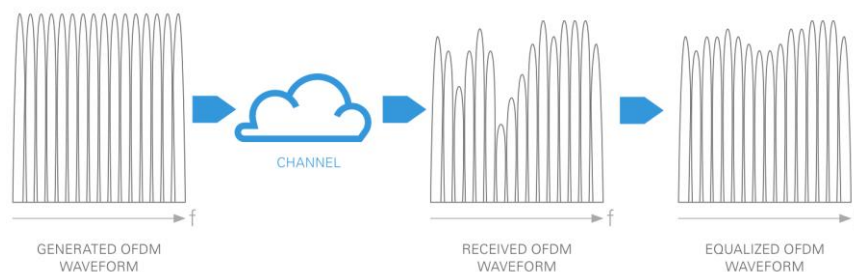 CHANNEL
f
f
f
GENERATED OFDM
WAVEFORM
RECEIVED OFDM
WAVEFORM
EQUALIZED OFDM
WAVEFORM